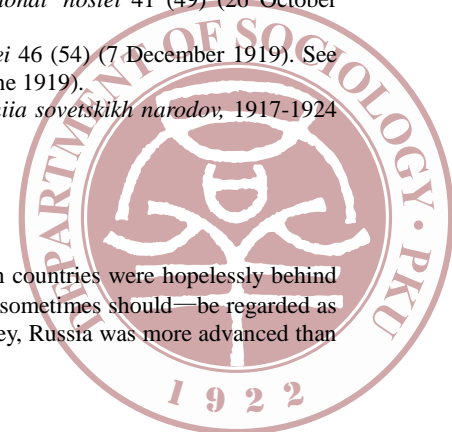 ional' nostei 41 (49) (26 October
ei 46 (54) (7 December 1919). See
ne 1919).
niia sovetskikh narodov, 1917-1924
n countries were hopelessly behind
sometimes should—be regarded as
ey, Russia was more advanced than
DEPARTMENT OF SOCIOLOGY · PKU
1922